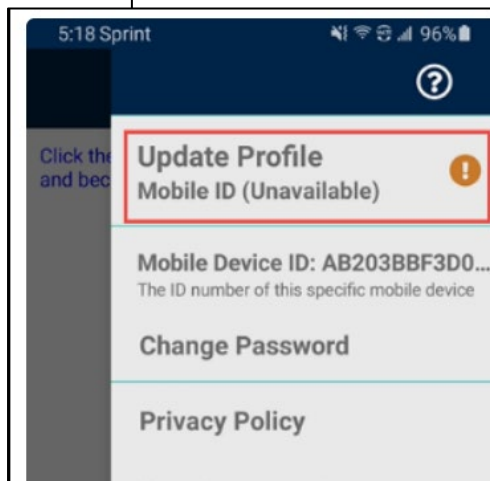 5:18 Sprint 96%
?
Click the
and bec
Update Profile
!
Mobile ID (Unavailable)
Mobile Device ID: AB203BBF3D0...
The ID number of this specific mobile device
Change Password
Privacy Policy